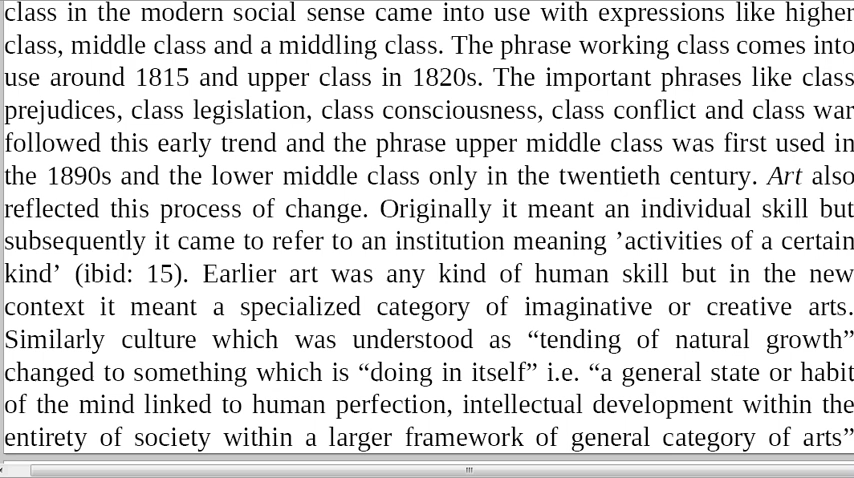 class in the modern social sense came into use with expressions like higher
class, middle class and a middling class. The phrase working class comes into
use around 1815 and upper class in 1820s. The important phrases like class
prejudices, class legislation, class consciousness, class conflict and class war
followed this early trend and the phrase upper middle class was first used in
the 1890s and the lower middle class only in the twentieth century. Art also
reflected this process of change. Originally it meant an individual skill but
subsequently it came to refer to an institution meaning ’activities of a certain
kind’ (ibid: 15). Earlier art was any kind of human skill but in the new
context it meant a specialized category of imaginative or creative arts.
Similarly culture which was understood as “tending of natural growth”
changed to something which is “doing in itself” i.e. “a general state or habit
of the mind linked to human perfection, intellectual development within the
entirety of society within a larger framework of general category of arts”